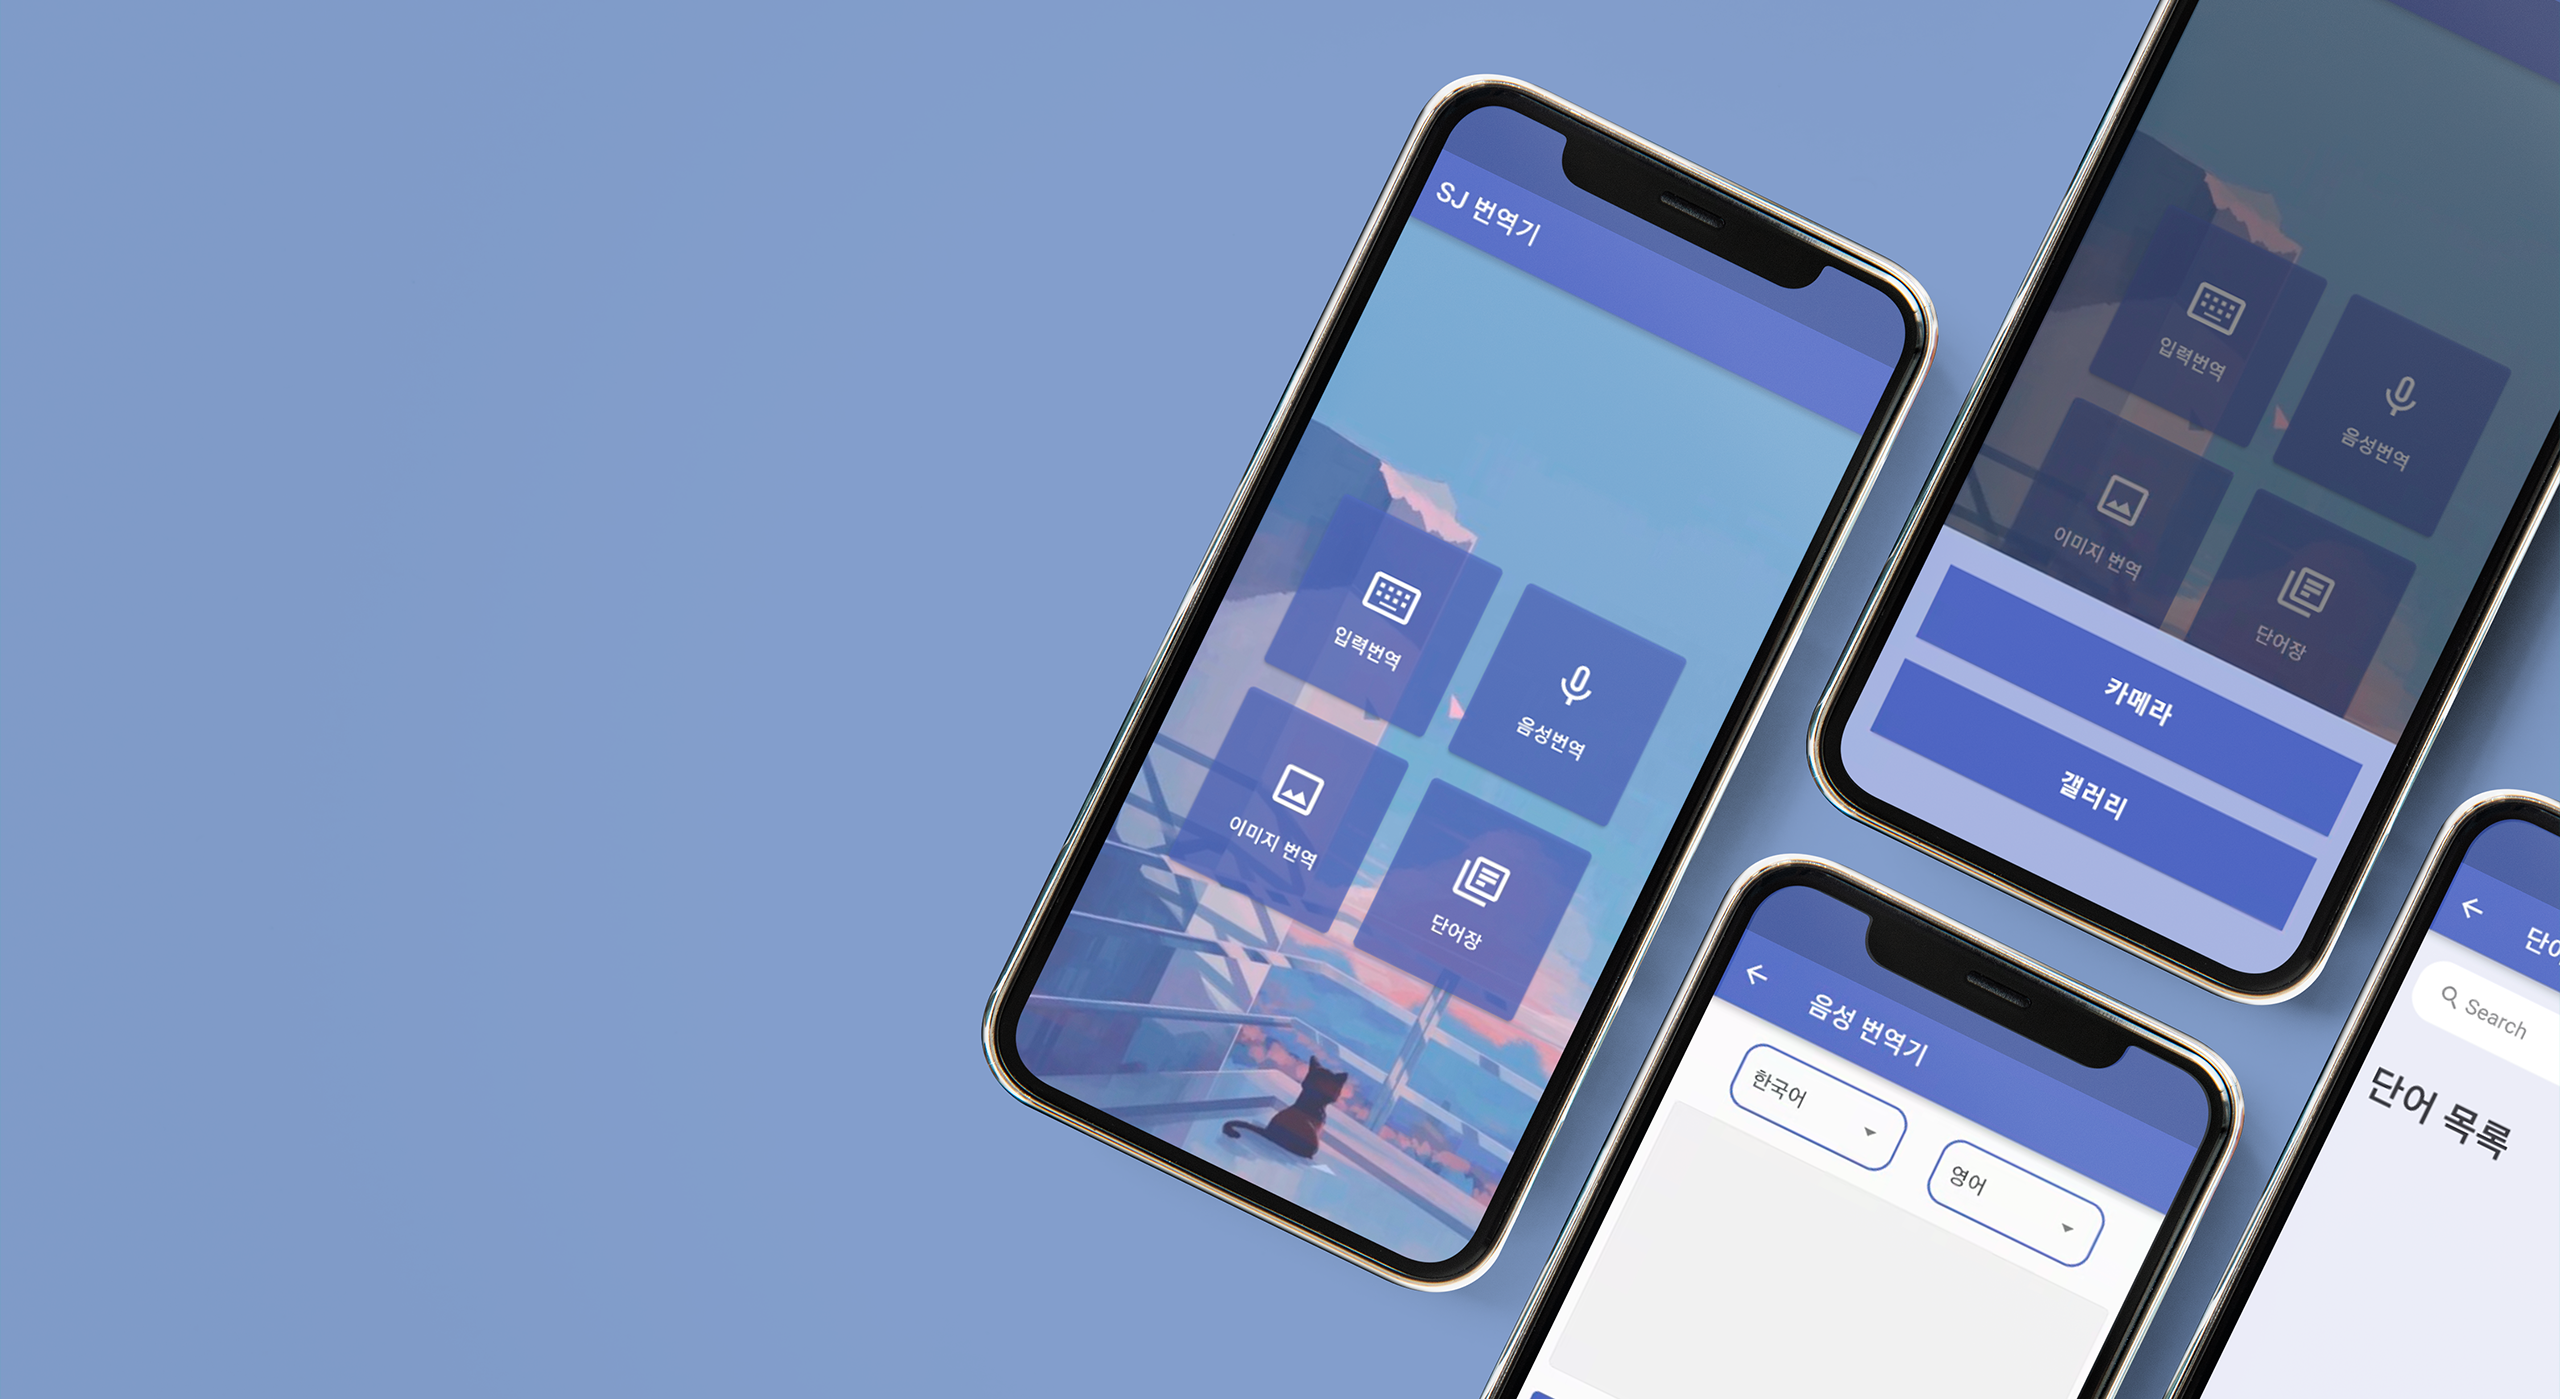 SJ 번역기
입력번역
음성번역
이미지 번역
단어장
입력번역
음성번역
이미지 번역
단어장
카메라
갤러리
음성 번역기
한국어
영어
Search
단어 목록